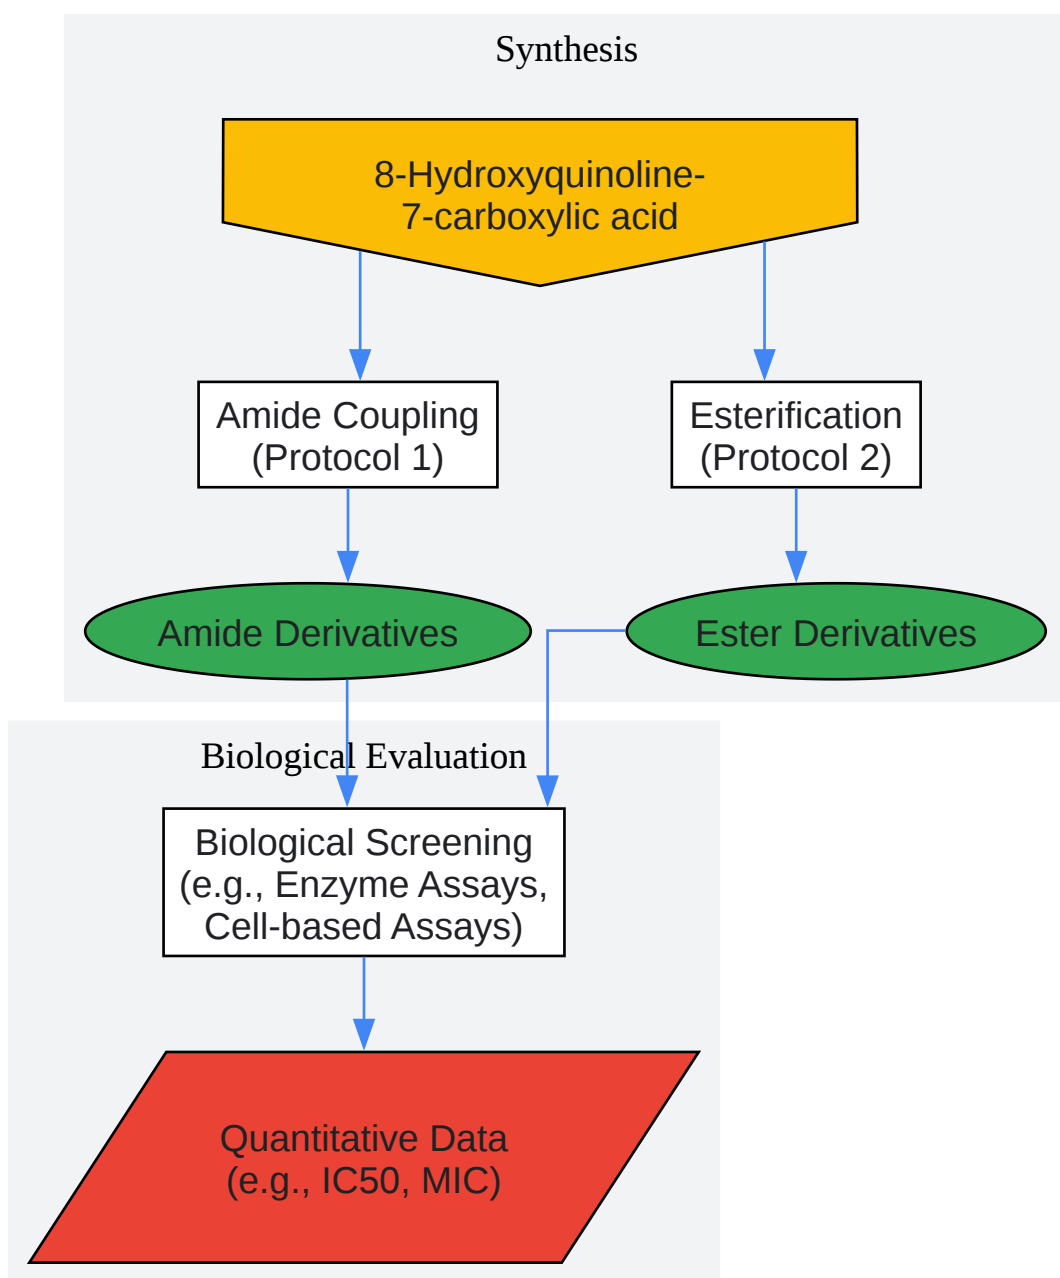 Synthesis
8-Hydroxyquinoline-
7-carboxylic acid
Amide Coupling
(Protocol 1)
Esterification
(Protocol 2)
Amide Derivatives
Ester Derivatives
Biological Evaluation
Biological Screening
(e.g., Enzyme Assays,
Cell-based Assays)
Quantitative Data
(e.g., IC50, MIC)